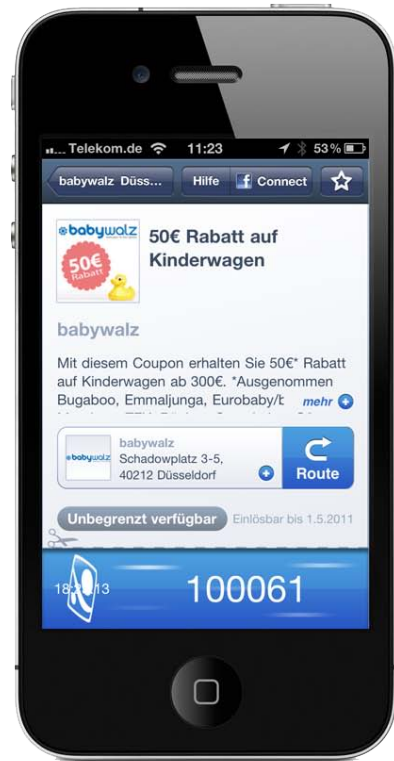 Telekom.de 11:23 53%
babywalz Düss... Hilfe f Connect
babywalz
50€
Rabatt
50€ Rabatt auf
Kinderwagen
babywalz
Mit diesem Coupon erhalten Sie 50€* Rabatt
auf Kinderwagen ab 300€. *Ausgenommen
Bugaboo, Emmaljunga, Eurobaby/b mehr
babywalz
babywalz
Schadowplatz 3-5,
40212 Düsseldorf
Route
Unbegrenzt verfügbar Einlösbar bis 1.5.2011
100061